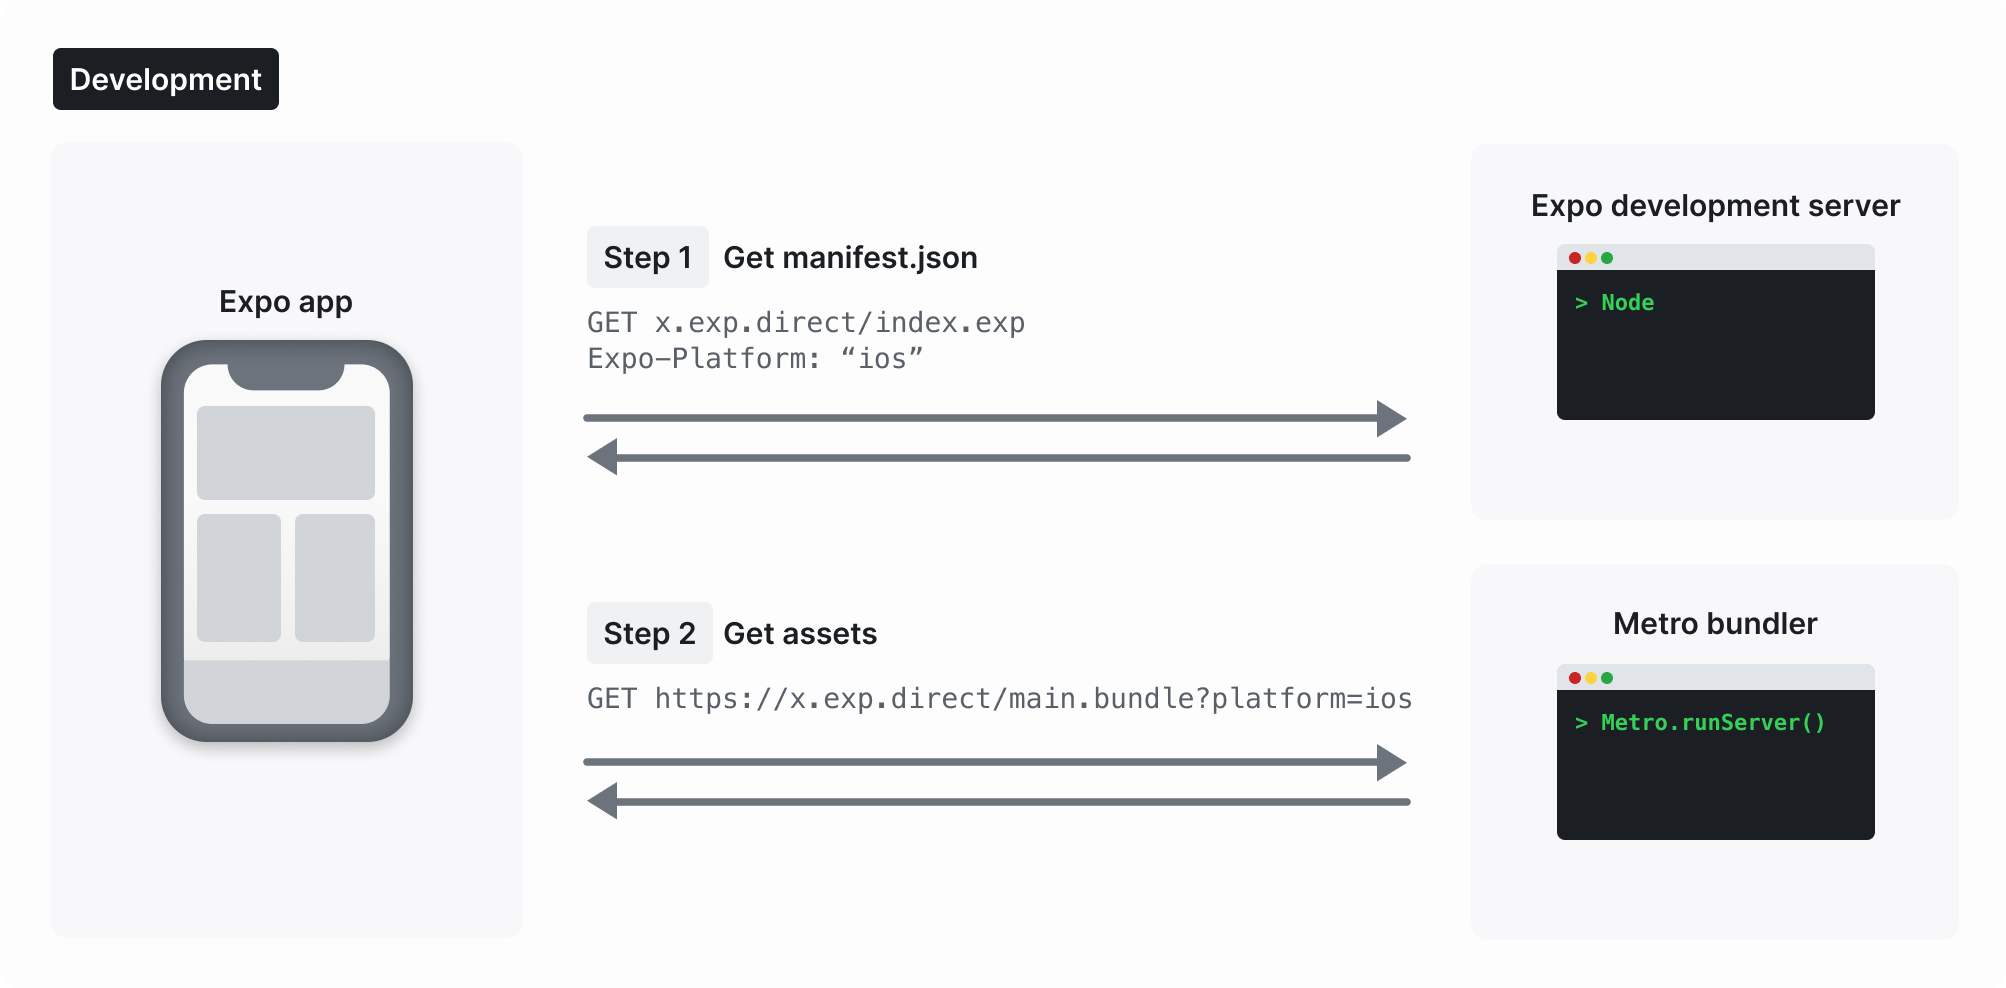 Development
Expo app
Step 1 Get manifest.json
GET x.exp.direct/index.exp
Expo-Platform: “ios”
Step 2 Get assets
GET https://x.exp.direct/main.bundle?platform=ios
Expo development server
> Node
Metro bundler
> Metro.runServer()